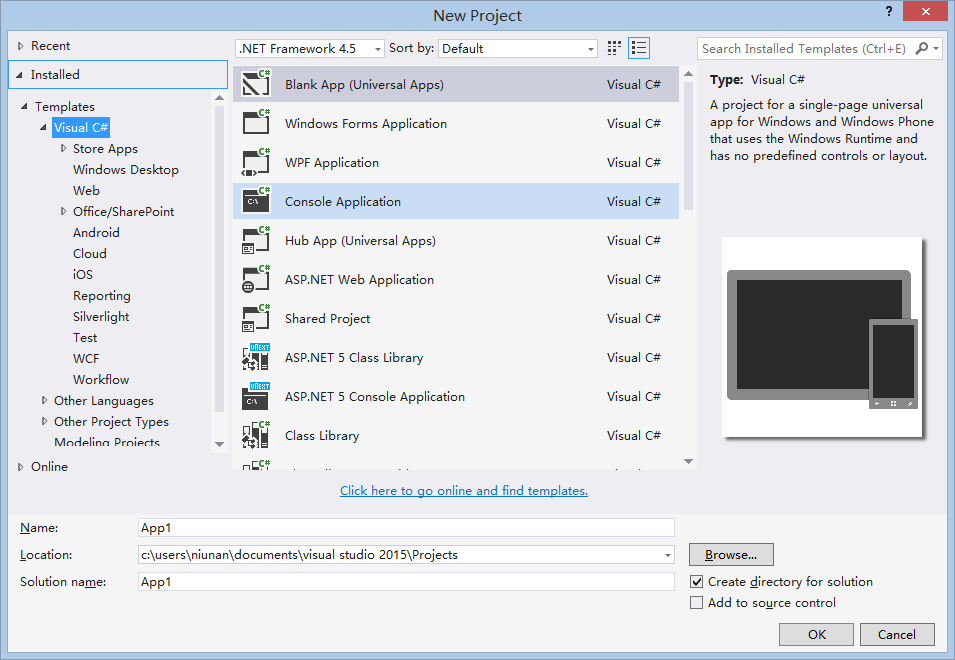 New Project
?
Recent
Installed
Templates
Visual C#
Store Apps
Windows Desktop
Web
Office/SharePoint
Android
Cloud
iOS
Reporting
Silverlight
Test
WCF
Workflow
Other Languages
Other Project Types
Modeling Projects
Online
.NET Framework 4.5 Sort by: Default
C# Blank App (Universal Apps) Visual C#
C# Windows Forms Application Visual C#
C# WPF Application Visual C#
C# C:\ Console Application Visual C#
C# Hub App (Universal Apps) Visual C#
C# ASP.NET Web Application Visual C#
C# Shared Project Visual C#
VNEXT ASP.NET 5 Class Library Visual C#
VNEXT C:\ ASP.NET 5 Console Application Visual C#
C# Class Library Visual C#
C#
Click here to go online and find templates.
Search Installed Templates (Ctrl+E)
Type: Visual C#
A project for a single-page universal
app for Windows and Windows Phone
that uses the Windows Runtime and
has no predefined controls or layout.
Name: App1
Location: c:\users\niunan\documents\visual studio 2015\Projects Browse...
Solution name: App1
Create directory for solution
Add to source control
OK Cancel